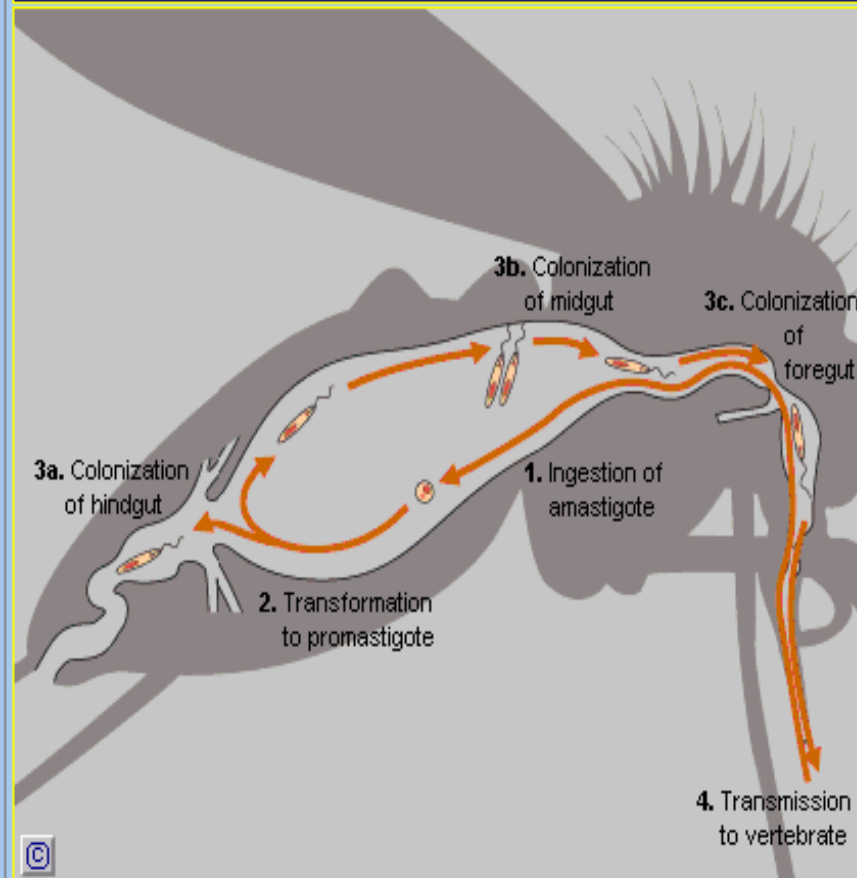 3b. Colonization
of midgut
3c. Colonization
of
foregut
3a. Colonization
of hindgut
1. Ingestion of
amastigote
2. Transformation
to promastigote
4. Transmission
to vertebrate
©